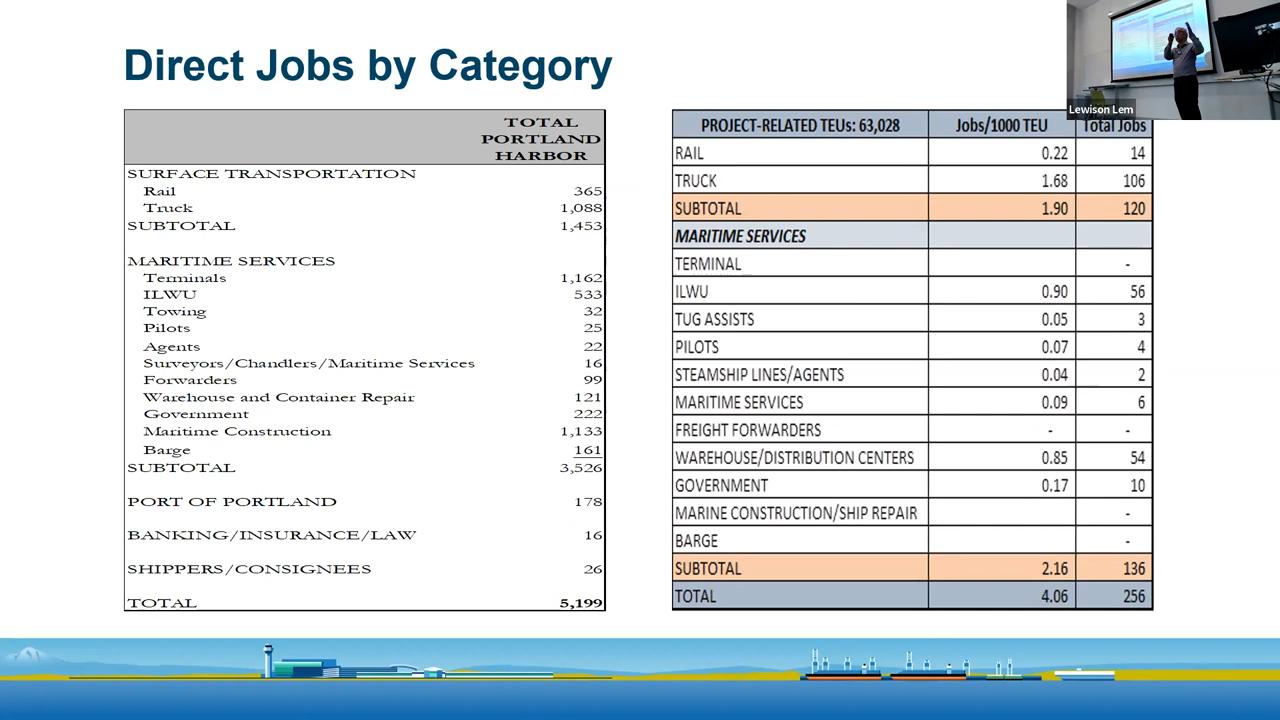 Direct Jobs by Category
Lewison Lem
TOTAL
PORTLAND
HARBOR
SURFACE TRANSPORTATION
Rail 365
Truck 1,088
SUBTOTAL 1,453
MARITIME SERVICES
Terminals 1,162
ILWU 533
Towing 32
Pilots 25
Agents 22
Surveyors/Chandlers/Maritime Services 16
Forwarders 99
Warehouse and Container Repair 121
Government 222
Maritime Construction 1,133
Barge 161
SUBTOTAL 3,526
PORT OF PORTLAND 178
BANKING/INSURANCE/LAW 16
SHIPPERS/CONSIGNEES 26
TOTAL 5,199
PROJECT-RELATED TEUs: 63,028 Jobs/1000 TEU Total Jobs
RAIL 0.22 14
TRUCK 1.68 106
SUBTOTAL 1.90 120
MARITIME SERVICES
TERMINAL -
ILWU 0.90 56
TUG ASSISTS 0.05 3
PILOTS 0.07 4
STEAMSHIP LINES/AGENTS 0.04 2
MARITIME SERVICES 0.09 6
FREIGHT FORWARDERS - -
WAREHOUSE/DISTRIBUTION CENTERS 0.85 54
GOVERNMENT 0.17 10
MARINE CONSTRUCTION/SHIP REPAIR -
BARGE -
SUBTOTAL 2.16 136
TOTAL 4.06 256